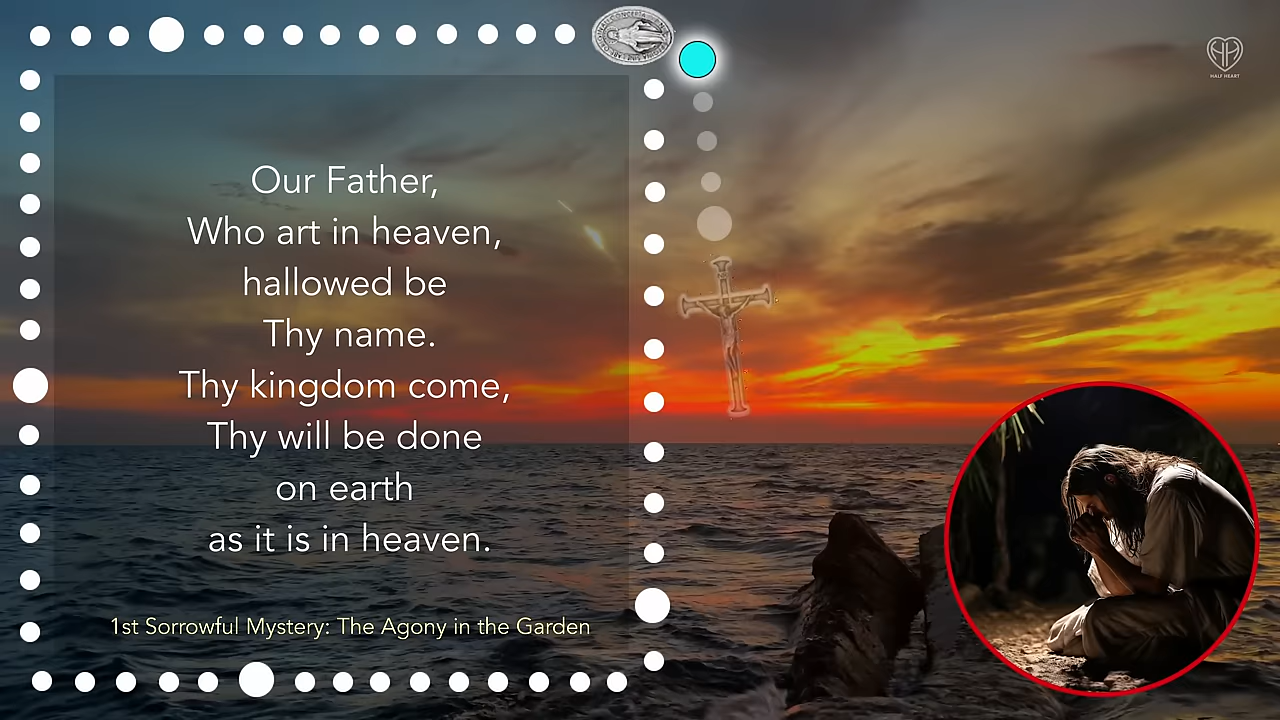 Our Father,
Who art in heaven,
hallowed be
Thy name.
Thy kingdom come,
Thy will be done
on earth
as it is in heaven.
1st Sorrowful Mystery: The Agony in the Garden
HALF HEART